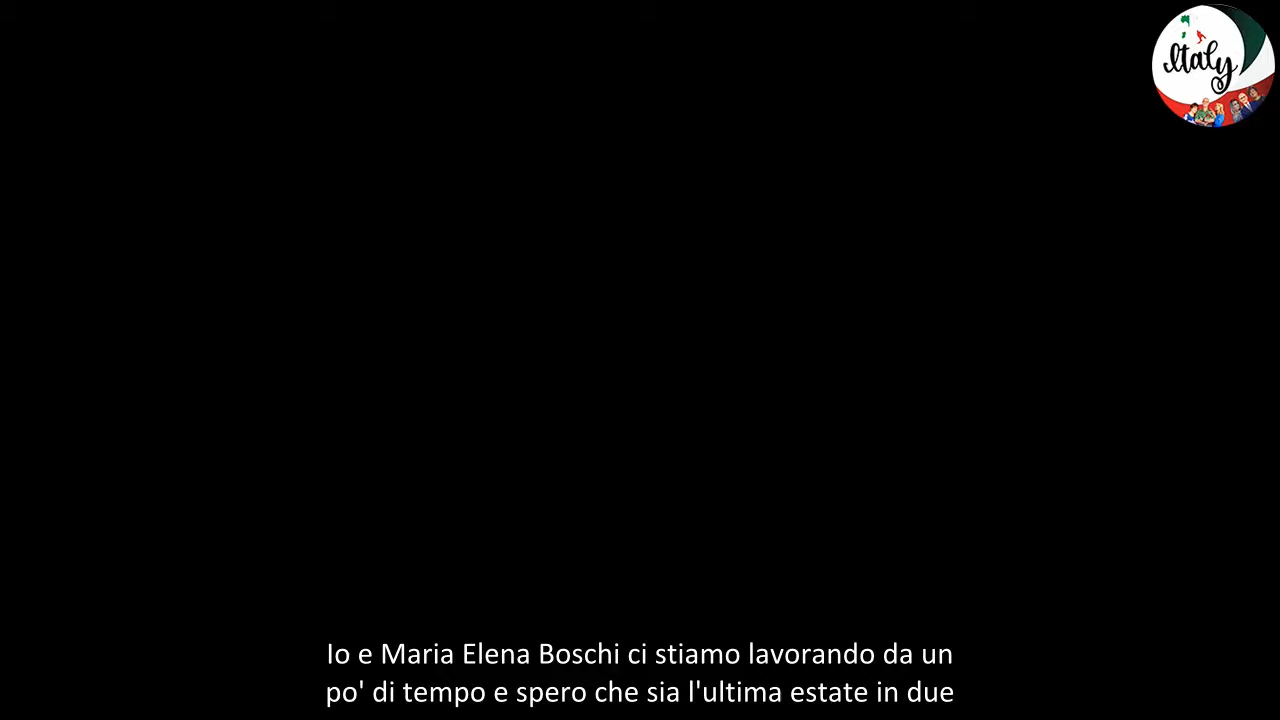 Italy
Io e Maria Elena Boschi ci stiamo lavorando da un
po' di tempo e spero che sia l'ultima estate in due